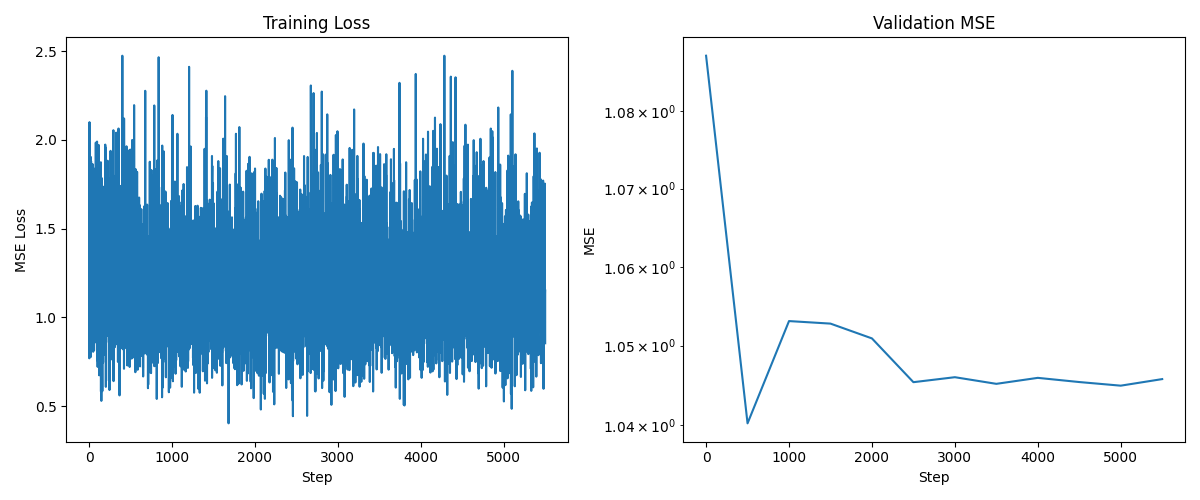 Training Loss
MSE Loss
2.5
2.0
1.5
1.0
0.5
0 1000 2000 3000 4000 5000
Step
Validation MSE
MSE
1.08 × 10⁰
1.07 × 10⁰
1.06 × 10⁰
1.05 × 10⁰
1.04 × 10⁰
0 1000 2000 3000 4000 5000
Step